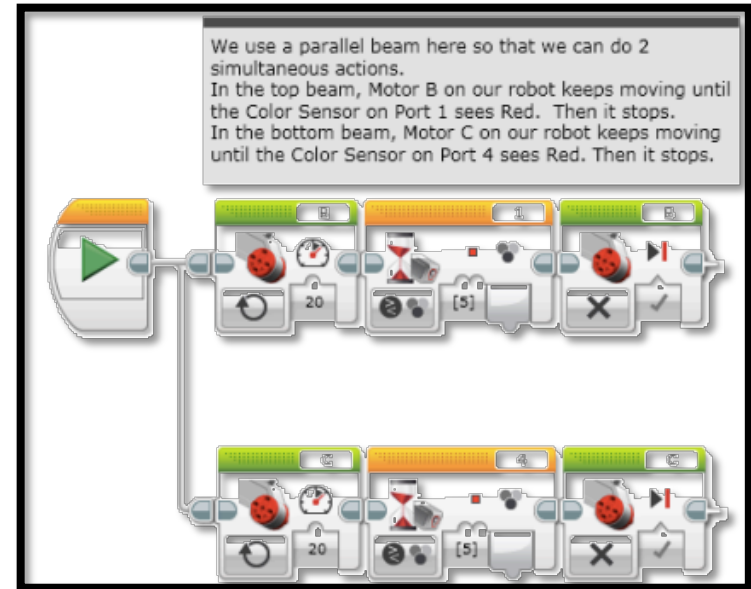 We use a parallel beam here so that we can do 2
simultaneous actions.
In the top beam, Motor B on our robot keeps moving until
the Color Sensor on Port 1 sees Red.  Then it stops.
In the bottom beam, Motor C on our robot keeps moving
until the Color Sensor on Port 4 sees Red. Then it stops.
B 1 B
20 [5]
C 4 C
20 [5]